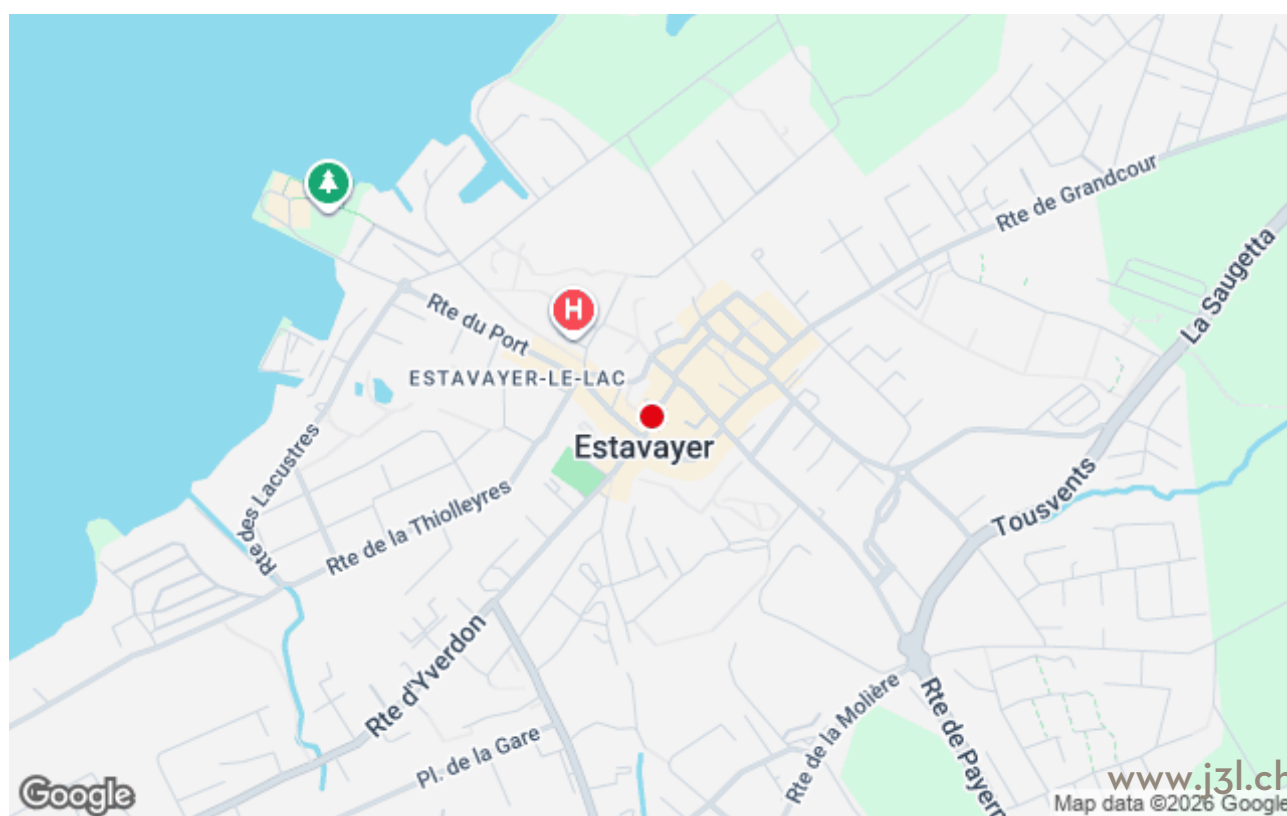 Rte de Grandcour
La Saugetta
Rte du Port
H
ESTAVAYER-LE-LAC
Estavayer
Rte des Lacustres
Rte de la Thiolleyres
Tousvents
Rte d'Yverdon
Rte de la Molière
Rte de Payern
Pl. de la Gare
www.j3l.ch
Google
Map data ©2026 Google